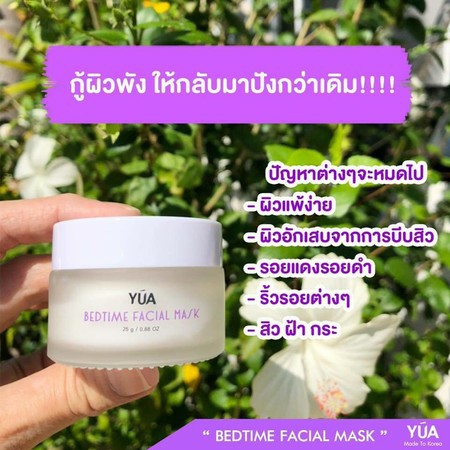 กู้ผิวพัง ให้กลับมาปังกว่าเดิม!!!!
ปัญหาต่างๆจะหมดไป
- ผิวแพ้ง่าย
- ผิวอักเสบจากการบีบสิว
- รอยแดงรอยดำ
- ริ้วรอยต่างๆ
- สิว ฝ้า กระ
YÚA
BEDTIME FACIAL MASK
25 g / 0.88 OZ
“ BEDTIME FACIAL MASK ”
YÚA
Made To Korea